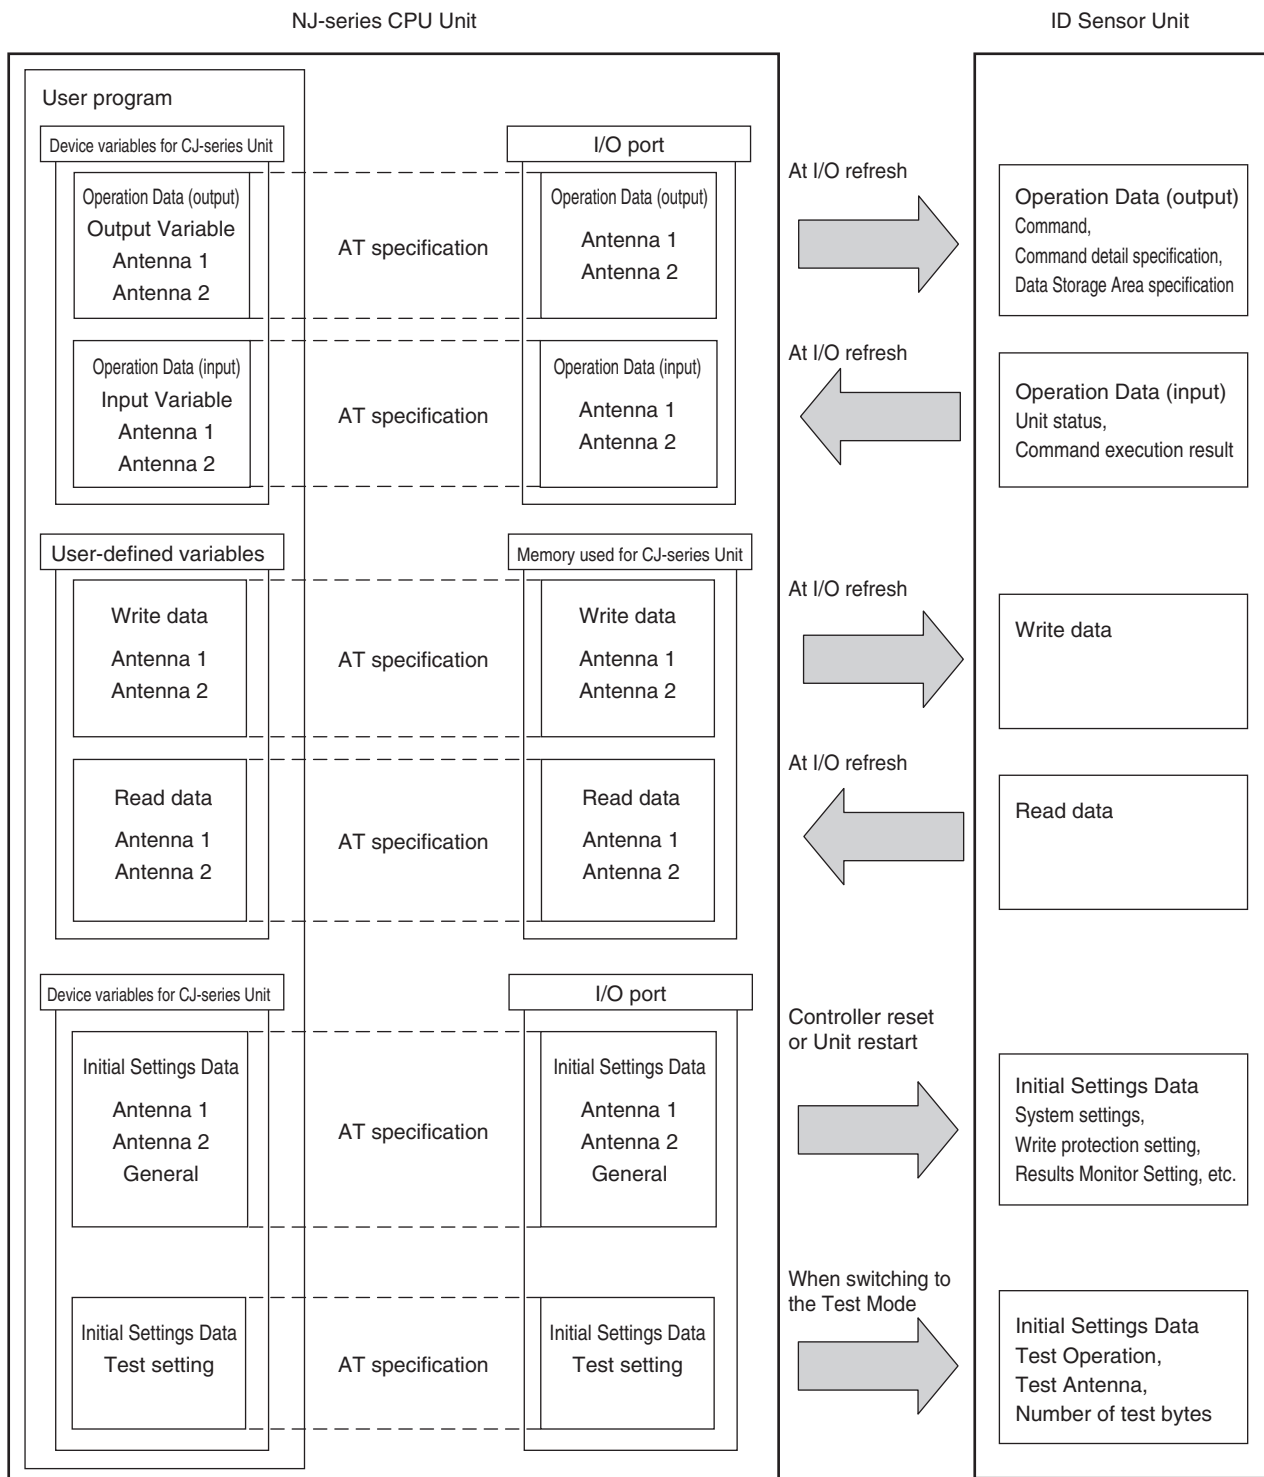 NJ-series CPU Unit
ID Sensor Unit
User program
Device variables for CJ-series Unit
I/O port
Operation Data (output)
Output Variable
Antenna 1
Antenna 2
AT specification
Operation Data (output)
Antenna 1
Antenna 2
At I/O refresh
Operation Data (output)
Command,
Command detail specification,
Data Storage Area specification
Operation Data (input)
Input Variable
Antenna 1
Antenna 2
AT specification
Operation Data (input)
Antenna 1
Antenna 2
At I/O refresh
Operation Data (input)
Unit status,
Command execution result
User-defined variables
Memory used for CJ-series Unit
Write data
Antenna 1
Antenna 2
AT specification
Write data
Antenna 1
Antenna 2
At I/O refresh
Write data
Read data
Antenna 1
Antenna 2
AT specification
Read data
Antenna 1
Antenna 2
At I/O refresh
Read data
Device variables for CJ-series Unit
I/O port
Initial Settings Data
Antenna 1
Antenna 2
General
AT specification
Initial Settings Data
Antenna 1
Antenna 2
General
Controller reset
or Unit restart
Initial Settings Data
System settings,
Write protection setting,
Results Monitor Setting, etc.
Initial Settings Data
Test setting
AT specification
Initial Settings Data
Test setting
When switching to
the Test Mode
Initial Settings Data
Test Operation,
Test Antenna,
Number of test bytes